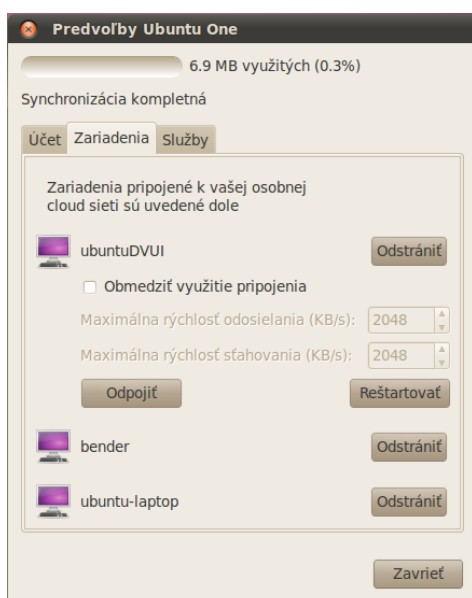 Predvoľby Ubuntu One
6.9 MB využitých (0.3%)
Synchronizácia kompletná
Účet Zariadenia Služby
Zariadenia pripojené k vašej osobnej
cloud sieti sú uvedené dole
ubuntuDVUI Odstrániť
Obmedziť využitie pripojenia
Maximálna rýchlosť odosielania (KB/s): 2048
Maximálna rýchlosť sťahovania (KB/s): 2048
Odpojiť Reštartovať
bender Odstrániť
ubuntu-laptop Odstrániť
Zavrieť